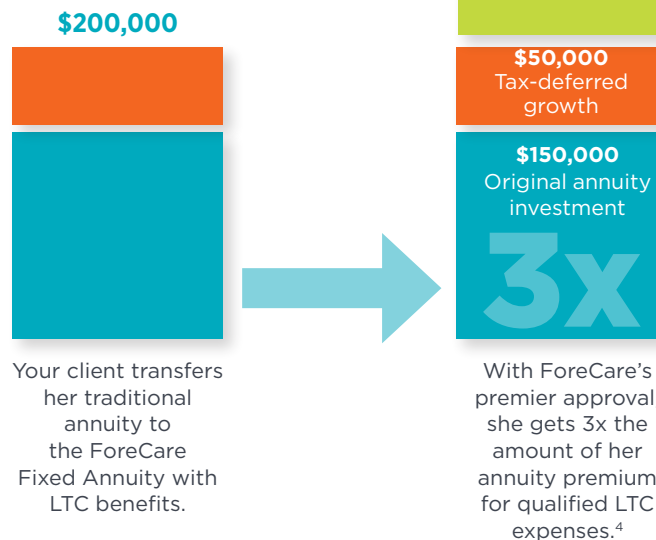 $200,000
Your client transfers
her traditional
annuity to
the ForeCare
Fixed Annuity with
LTC benefits.
$50,000
Tax-deferred
growth
$150,000
Original annuity
investment
3x
With ForeCare’s
premier approval
she gets 3x the
amount of her
annuity premium
for qualified LTC
expenses.4